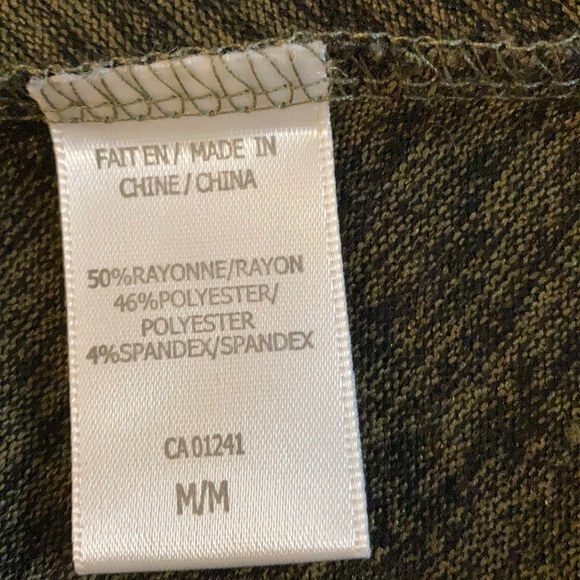 FAIT EN / MADE IN
CHINE / CHINA
50%RAYONNE/RAYON
46%POLYESTER/
POLYESTER
4%SPANDEX/SPANDEX
CA 01241
M/M